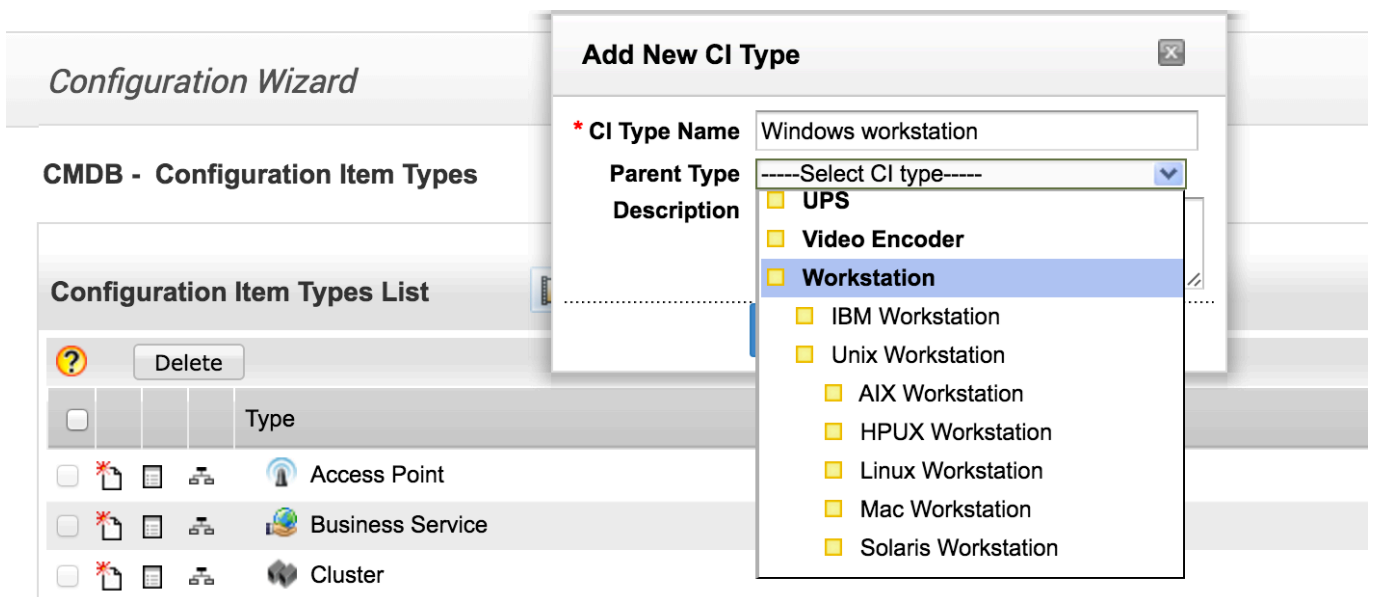 Configuration Wizard
CMDB - Configuration Item Types
Configuration Item Types List
?
Delete
Type
Access Point
Business Service
Cluster
Add New CI Type
x
* CI Type Name Windows workstation
Parent Type -----Select CI type-----
Description
UPS
Video Encoder
Workstation
IBM Workstation
Unix Workstation
AIX Workstation
HPUX Workstation
Linux Workstation
Mac Workstation
Solaris Workstation